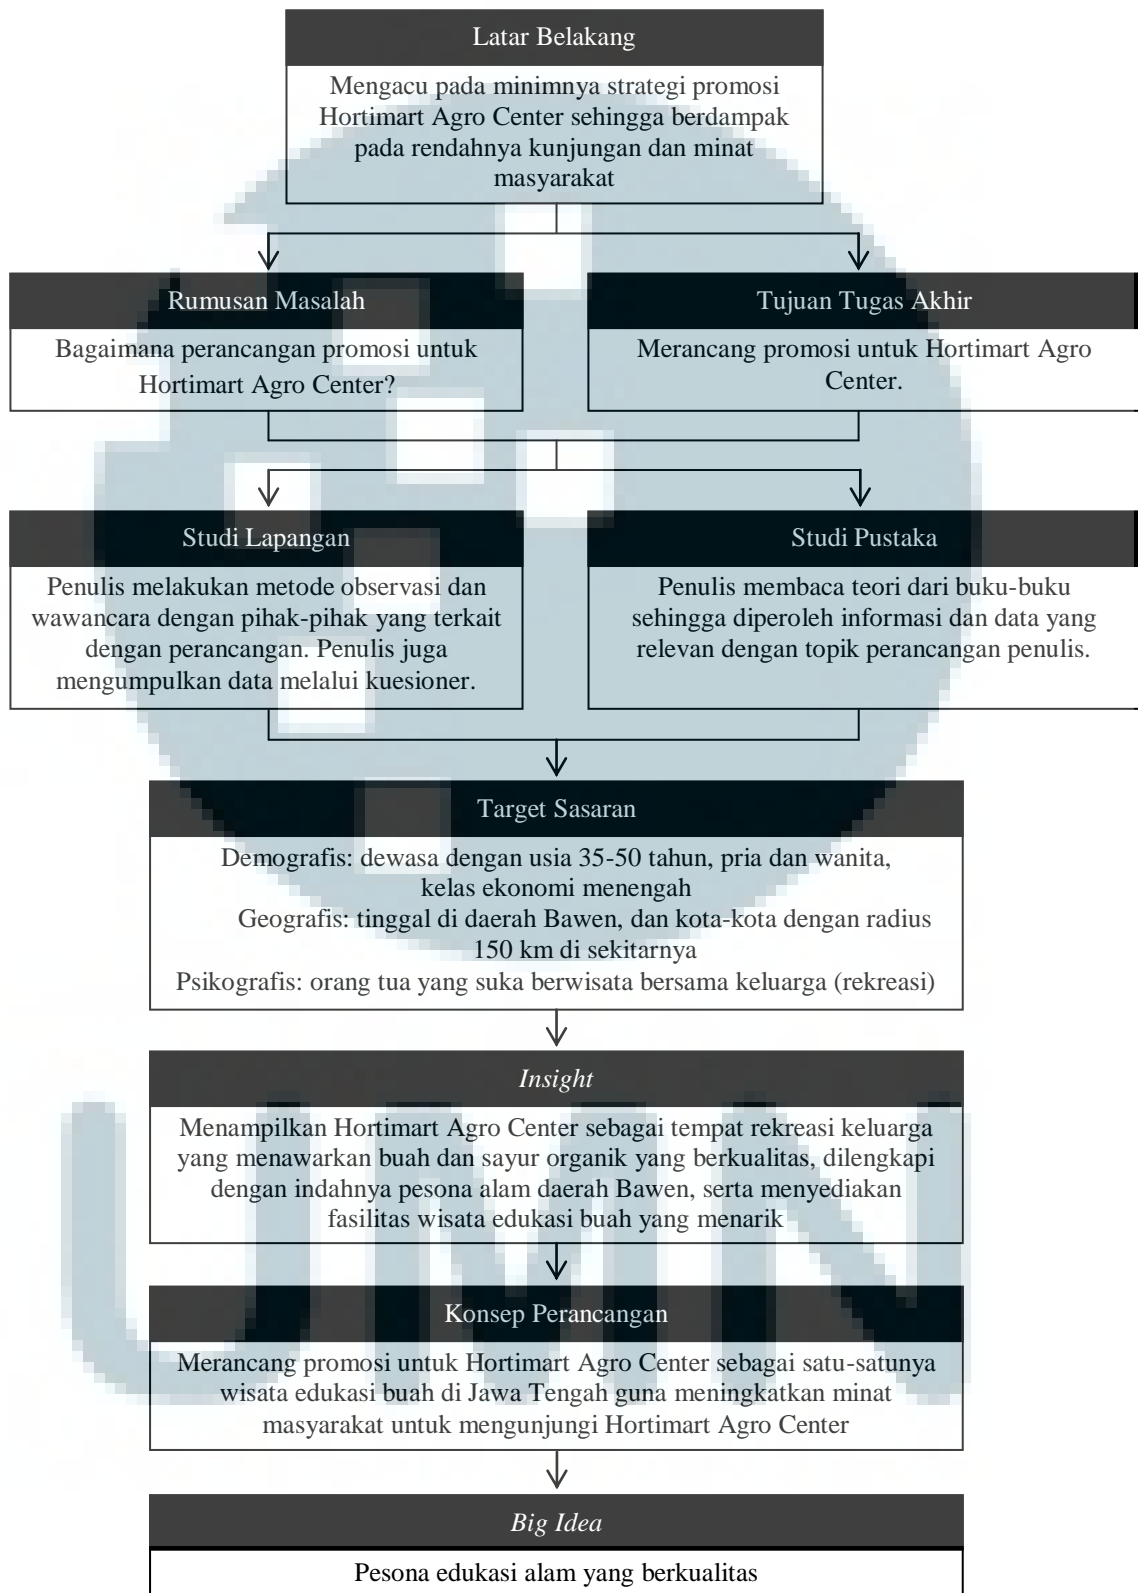 Latar Belakang
Mengacu pada minimnya strategi promosi
Hortimart Agro Center sehingga berdampak
pada rendahnya kunjungan dan minat
masyarakat
Rumusan Masalah
Bagaimana perancangan promosi untuk
Hortimart Agro Center?
Tujuan Tugas Akhir
Merancang promosi untuk Hortimart Agro
Center.
Studi Lapangan
Penulis melakukan metode observasi dan
wawancara dengan pihak-pihak yang terkait
dengan perancangan. Penulis juga
mengumpulkan data melalui kuesioner.
Studi Pustaka
Penulis membaca teori dari buku-buku
sehingga diperoleh informasi dan data yang
relevan dengan topik perancangan penulis.
Target Sasaran
Demografis: dewasa dengan usia 35-50 tahun, pria dan wanita,
kelas ekonomi menengah
Geografis: tinggal di daerah Bawen, dan kota-kota dengan radius
150 km di sekitarnya
Psikografis: orang tua yang suka berwisata bersama keluarga (rekreasi)
Insight
Menampilkan Hortimart Agro Center sebagai tempat rekreasi keluarga
yang menawarkan buah dan sayur organik yang berkualitas, dilengkapi
dengan indahnya pesona alam daerah Bawen, serta menyediakan
fasilitas wisata edukasi buah yang menarik
Konsep Perancangan
Merancang promosi untuk Hortimart Agro Center sebagai satu-satunya
wisata edukasi buah di Jawa Tengah guna meningkatkan minat
masyarakat untuk mengunjungi Hortimart Agro Center
Big Idea
Pesona edukasi alam yang berkualitas
UMN